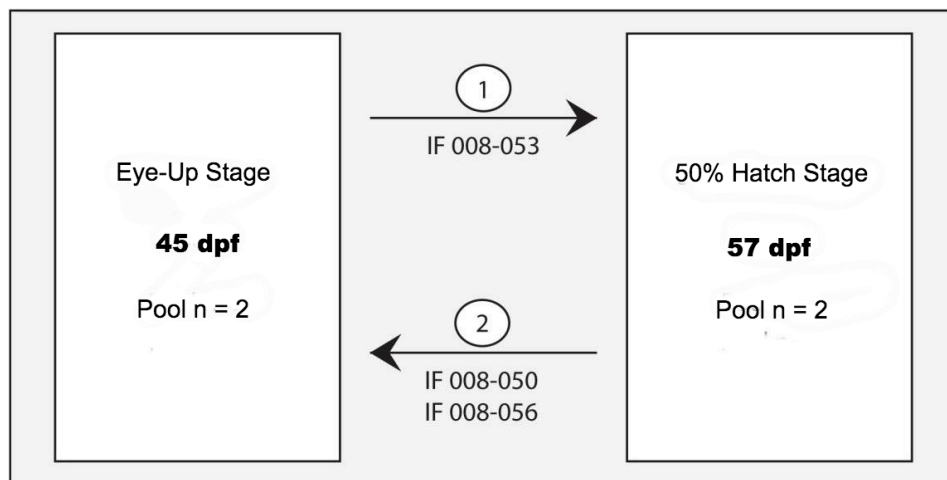 Eye-Up Stage
45 dpf
Pool n = 2
1
IF 008-053
2
IF 008-050
IF 008-056
50% Hatch Stage
57 dpf
Pool n = 2